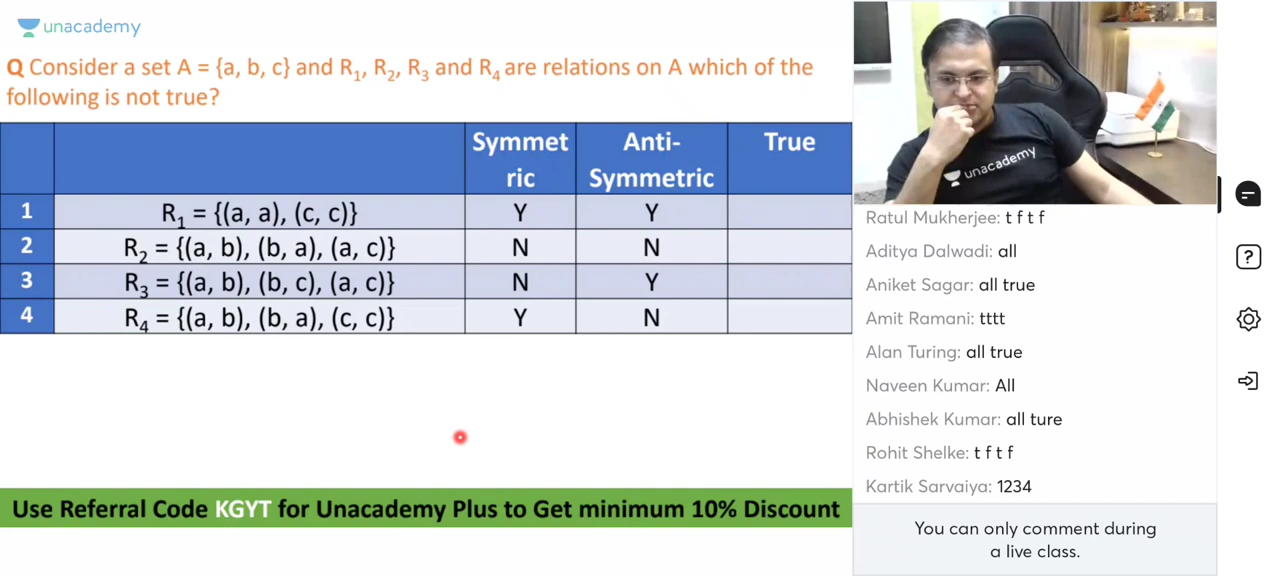 unacademy
Q Consider a set A = {a, b, c} and R₁, R₂, R₃ and R₄ are relations on A which of the
following is not true?
Symmet
ric
Anti-
Symmetric
True
1 R₁ = {(a, a), (c, c)} Y Y
2 R₂ = {(a, b), (b, a), (a, c)} N N
3 R₃ = {(a, b), (b, c), (a, c)} N Y
4 R₄ = {(a, b), (b, a), (c, c)} Y N
Use Referral Code KGYT for Unacademy Plus to Get minimum 10% Discount
unacademy
Ratul Mukherjee: t f t f
Aditya Dalwadi: all
Aniket Sagar: all true
Amit Ramani: tttt
Alan Turing: all true
Naveen Kumar: All
Abhishek Kumar: all ture
Rohit Shelke: t f t f
Kartik Sarvaiya: 1234
You can only comment during
a live class.
?